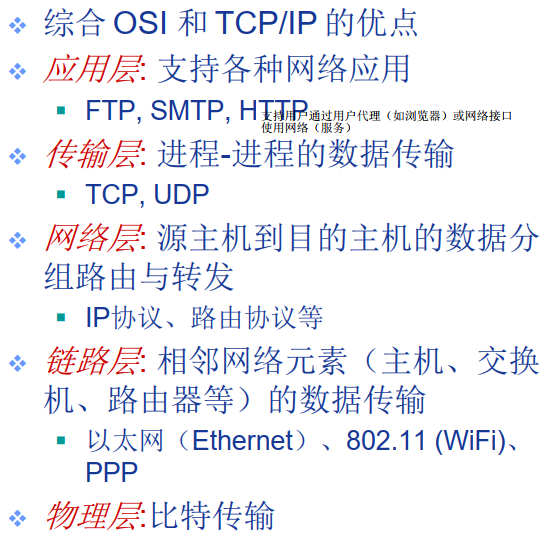 综合 OSI 和 TCP/IP 的优点
应用层: 支持各种网络应用
FTP, SMTP, HTTP
支持用户通过用户代理（如浏览器）或网络接口
使用网络（服务）
传输层: 进程-进程的数据传输
TCP, UDP
网络层: 源主机到目的主机的数据分
组路由与转发
IP协议、路由协议等
链路层: 相邻网络元素（主机、交换
机、路由器等）的数据传输
以太网（Ethernet）、802.11 (WiFi)、
PPP
物理层:比特传输